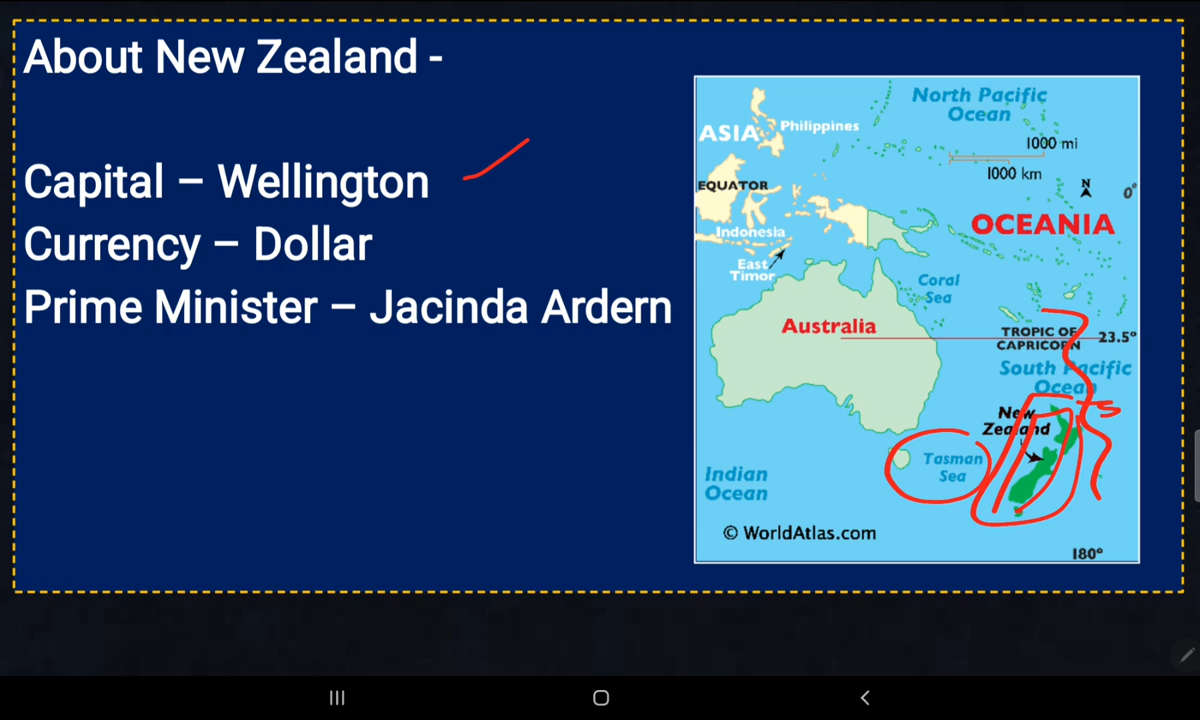 About New Zealand -
Capital – Wellington
Currency – Dollar
Prime Minister – Jacinda Ardern
North Pacific
Ocean
ASIA
Philippines
1000 mi
1000 km
EQUATOR
N
0°
OCEANIA
Indonesia
East
Timor
Coral
Sea
Australia
TROPIC OF
CAPRICORN
23.5°
South Pacific
Ocean
New
Zealand
Tasman
Sea
Indian
Ocean
© WorldAtlas.com
180°